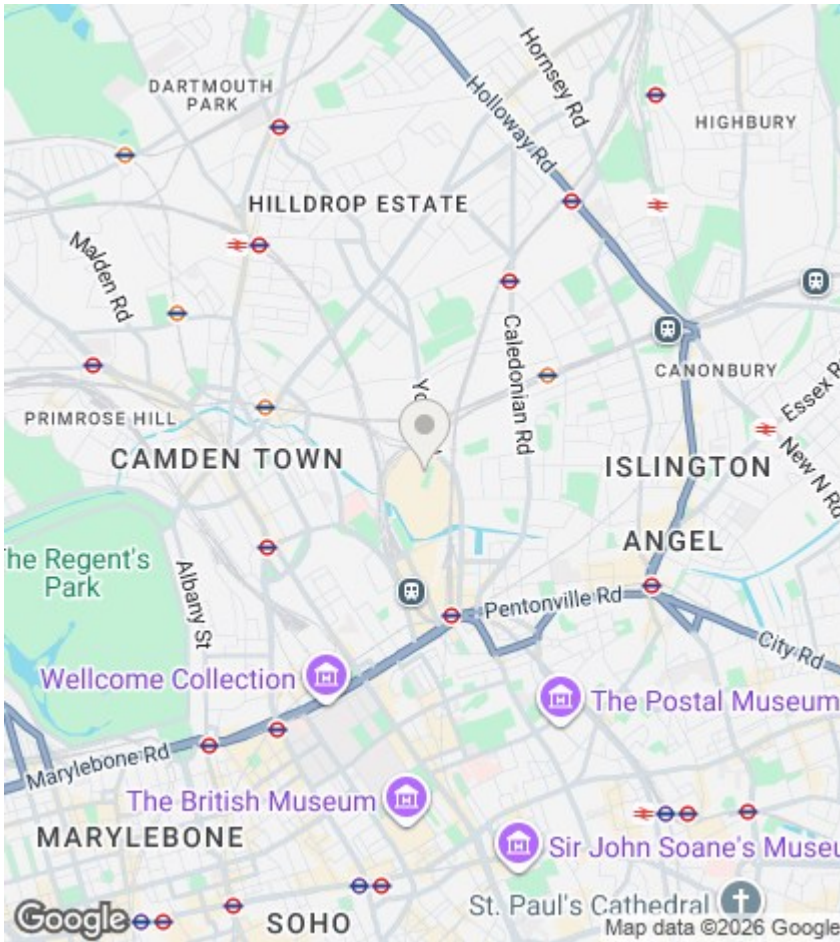 Hornsey Rd
DARTMOUTH
PARK
Holloway Rd
HIGHBURY
HILLDROP ESTATE
Malden Rd
Caledonian Rd
CANONBURY
Essex R
Yo
PRIMROSE HILL
CAMDEN TOWN
ISLINGTON
New N Rd
ANGEL
The Regent's
Park
Albany St
Pentonville Rd
City Rd
Wellcome Collection
The Postal Museum
Marylebone Rd
The British Museum
MARYLEBONE
Sir John Soane's Museu
St. Paul's Cathedral
SOHO
Google
Map data ©2026 Google